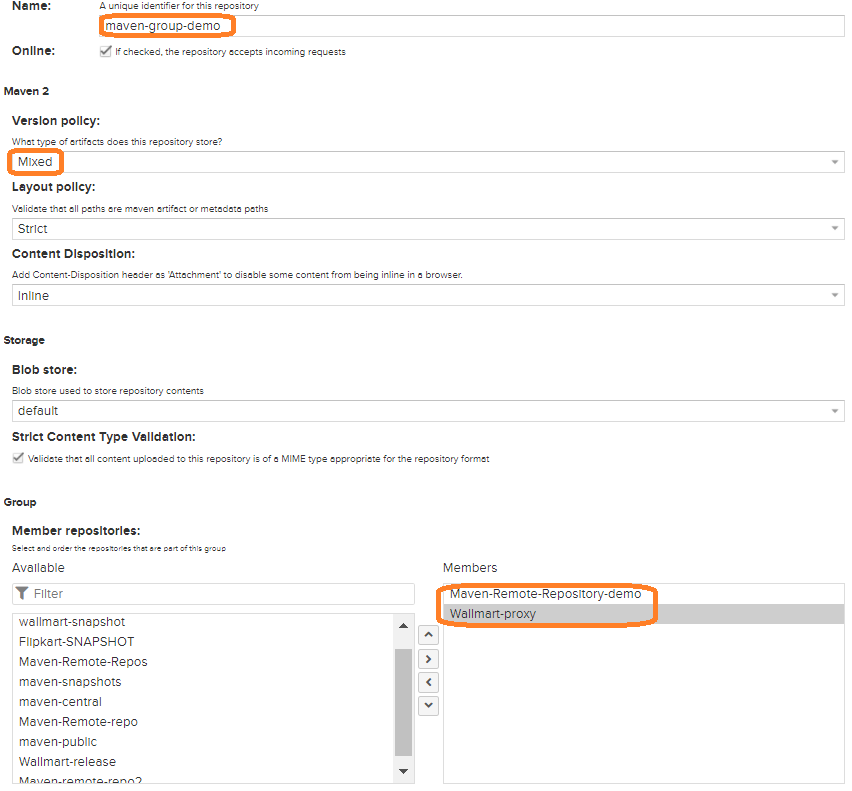 Name:
A unique identifier for this repository
maven-group-demo
Online:
If checked, the repository accepts incoming requests
Maven 2
Version policy:
What type of artifacts does this repository store?
Mixed
Layout policy:
Validate that all paths are maven artifact or metadata paths
Strict
Content Disposition:
Add Content-Disposition header as 'Attachment' to disable some content from being inline in a browser.
Inline
Storage
Blob store:
Blob store used to store repository contents
default
Strict Content Type Validation:
Validate that all content uploaded to this repository is of a MIME type appropriate for the repository format
Group
Member repositories:
Select and order the repositories that are part of this group
Available
Filter
wallmart-snapshot
Flipkart-SNAPSHOT
Maven-Remote-Repos
maven-snapshots
maven-central
Maven-Remote-repo
maven-public
Wallmart-release
Maven-remote-repo2
Members
Maven-Remote-Repository-demo
Wallmart-proxy